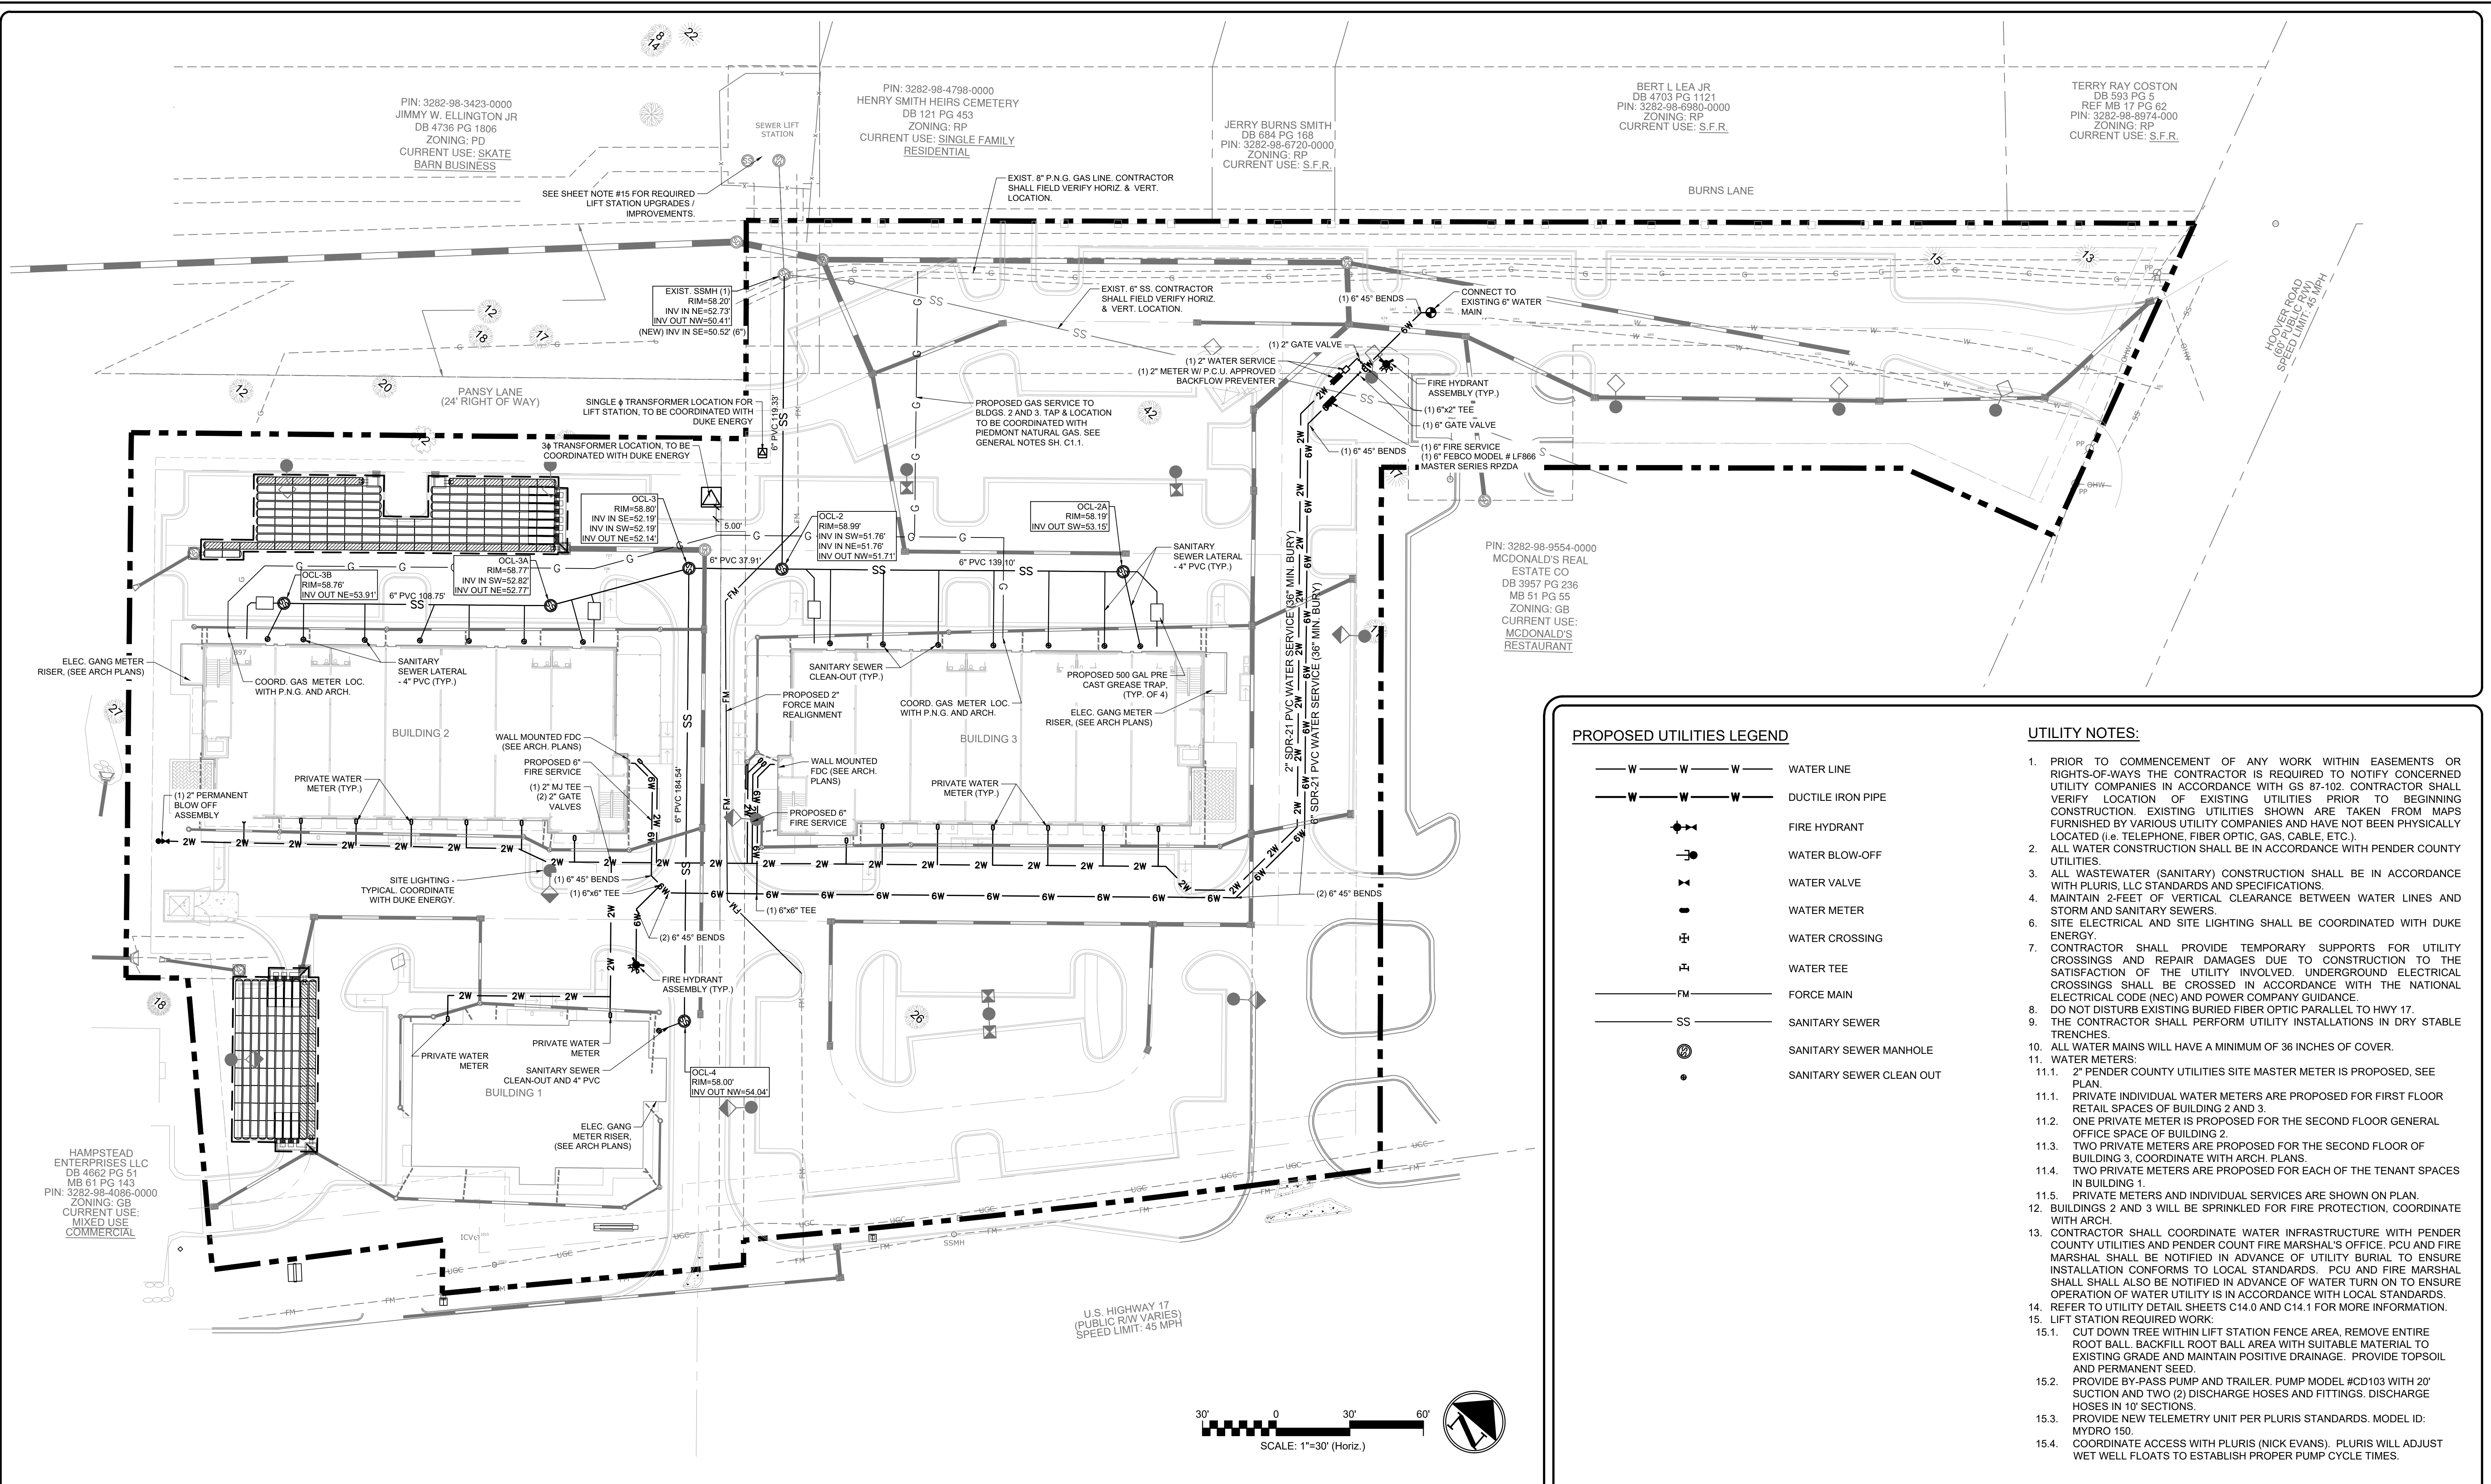 PIN: 3282-98-3423-0000
JIMMY W. ELLINGTON JR
DB 4736 PG 1806
ZONING: PD
CURRENT USE: SKATE
BARN BUSINESS
8
14
22
SEWER LIFT
STATION
PIN: 3282-98-4798-0000
HENRY SMITH HEIRS CEMETERY
DB 121 PG 453
ZONING: RP
CURRENT USE: SINGLE FAMILY
RESIDENTIAL
JERRY BURNS SMITH
DB 684 PG 168
PIN: 3282-98-6720-0000
ZONING: RP
CURRENT USE: S.F.R.
BERT L LEA JR
DB 4703 PG 1121
PIN: 3282-98-6980-0000
ZONING: RP
CURRENT USE: S.F.R.
TERRY RAY COSTON
DB 593 PG 5
REF MB 17 PG 62
PIN: 3282-98-8974-000
ZONING: RP
CURRENT USE: S.F.R.
BURNS LANE
SEE SHEET NOTE #15 FOR REQUIRED
LIFT STATION UPGRADES /
IMPROVEMENTS.
EXIST. 8" P.N.G. GAS LINE. CONTRACTOR
SHALL FIELD VERIFY HORIZ. & VERT.
LOCATION.
HOOVER ROAD
(60' PUBLIC R/W)
SPEED LIMIT: 45 MPH
EXIST. SSMH (1)
RIM=58.20'
INV IN NE=52.73'
INV OUT NW=50.41'
(NEW) INV IN SE=50.52' (6")
EXIST. 6" SS. CONTRACTOR
SHALL FIELD VERIFY HORIZ.
& VERT. LOCATION.
(1) 6" 45° BENDS
CONNECT TO
EXISTING 6" WATER
MAIN
15
13
12
18
17
12
20
PANSY LANE
(24' RIGHT OF WAY)
(1) 2" GATE VALVE
(1) 2" WATER SERVICE
(1) 2" METER W/ P.C.U. APPROVED
BACKFLOW PREVENTER
FIRE HYDRANT
ASSEMBLY (TYP.)
(1) 6"x2" TEE
(1) 6" GATE VALVE
(1) 6" FIRE SERVICE
(1) 6" FEBCO MODEL # LF866
MASTER SERIES RPZDA
(1) 6" 45° BENDS
SINGLE ϕ TRANSFORMER LOCATION FOR
LIFT STATION, TO BE COORDINATED WITH
DUKE ENERGY
6" PVC 119.33'
PROPOSED GAS SERVICE TO
BLDGS. 2 AND 3. TAP & LOCATION
TO BE COORDINATED WITH
PIEDMONT NATURAL GAS. SEE
GENERAL NOTES SH. C1.1.
42
3ϕ TRANSFORMER LOCATION, TO BE
COORDINATED WITH DUKE ENERGY
5.00'
OCL-3
RIM=58.80'
INV IN SE=52.19'
INV IN SW=52.19'
INV OUT NE=52.14'
OCL-2
RIM=58.99'
INV IN SW=51.76'
INV IN NE=51.76'
INV OUT NW=51.71'
OCL-2A
RIM=58.19'
INV OUT SW=53.15'
OCL-3B
RIM=58.76'
INV OUT NE=53.91'
OCL-3A
RIM=58.77'
INV IN SW=52.82'
INV OUT NE=52.77'
6" PVC 108.75'
6" PVC 37.91'
6" PVC 139.10'
SANITARY
SEWER LATERAL
- 4" PVC (TYP.)
PIN: 3282-98-9554-0000
MCDONALD'S REAL
ESTATE CO
DB 3957 PG 236
MB 51 PG 55
ZONING: GB
CURRENT USE:
MCDONALD'S
RESTAURANT
2" SDR-21 PVC WATER SERVICE (36" MIN. BURY)
6" SDR-21 PVC WATER SERVICE (36" MIN. BURY)
ELEC. GANG METER
RISER, (SEE ARCH PLANS)
COORD. GAS METER LOC.
WITH P.N.G. AND ARCH.
SANITARY
SEWER LATERAL
- 4" PVC (TYP.)
SANITARY SEWER
CLEAN-OUT (TYP.)
PROPOSED 500 GAL PRE
CAST GREASE TRAP,
(TYP. OF 4)
PROPOSED 2"
FORCE MAIN
REALIGNMENT
COORD. GAS METER LOC.
WITH P.N.G. AND ARCH.
ELEC. GANG METER
RISER, (SEE ARCH PLANS)
27
BUILDING 2
BUILDING 3
WALL MOUNTED FDC
(SEE ARCH. PLANS)
PROPOSED 6"
FIRE SERVICE
(1) 2" MJ TEE
(2) 2" GATE
VALVES
PRIVATE WATER
METER (TYP.)
(1) 2" PERMANENT
BLOW OFF
ASSEMBLY
6" PVC 184.54'
WALL MOUNTED
FDC (SEE ARCH.
PLANS)
PROPOSED 6"
FIRE SERVICE
PRIVATE WATER
METER (TYP.)
SITE LIGHTING -
TYPICAL. COORDINATE
WITH DUKE ENERGY.
(1) 6" 45° BENDS
(1) 6"x6" TEE
(1) 6"x6" TEE
(2) 6" 45° BENDS
(2) 6" 45° BENDS
FIRE HYDRANT
ASSEMBLY (TYP.)
18
26
PRIVATE WATER
METER
PRIVATE WATER
METER
SANITARY SEWER
CLEAN-OUT AND 4" PVC
BUILDING 1
OCL-4
RIM=58.00'
INV OUT NW=54.04'
ELEC. GANG
METER RISER,
(SEE ARCH PLANS)
HAMPSTEAD
ENTERPRISES LLC
DB 4662 PG 51
MB 61 PG 143
PIN: 3282-98-4086-0000
ZONING: GB
CURRENT USE:
MIXED USE
COMMERCIAL
SSMH
U.S. HIGHWAY 17
(PUBLIC R/W VARIES)
SPEED LIMIT: 45 MPH
30' 0 30' 60'
SCALE: 1"=30' (Horiz.)
PROPOSED UTILITIES LEGEND
W W W WATER LINE
W W W DUCTILE IRON PIPE
FIRE HYDRANT
WATER BLOW-OFF
WATER VALVE
WATER METER
WATER CROSSING
WATER TEE
FM FORCE MAIN
SS SANITARY SEWER
SANITARY SEWER MANHOLE
SANITARY SEWER CLEAN OUT
UTILITY NOTES:
1. PRIOR TO COMMENCEMENT OF ANY WORK WITHIN EASEMENTS OR
RIGHTS-OF-WAYS THE CONTRACTOR IS REQUIRED TO NOTIFY CONCERNED
UTILITY COMPANIES IN ACCORDANCE WITH GS 87-102. CONTRACTOR SHALL
VERIFY LOCATION OF EXISTING UTILITIES PRIOR TO BEGINNING
CONSTRUCTION. EXISTING UTILITIES SHOWN ARE TAKEN FROM MAPS
FURNISHED BY VARIOUS UTILITY COMPANIES AND HAVE NOT BEEN PHYSICALLY
LOCATED (i.e. TELEPHONE, FIBER OPTIC, GAS, CABLE, ETC.).
2. ALL WATER CONSTRUCTION SHALL BE IN ACCORDANCE WITH PENDER COUNTY
UTILITIES.
3. ALL WASTEWATER (SANITARY) CONSTRUCTION SHALL BE IN ACCORDANCE
WITH PLURIS, LLC STANDARDS AND SPECIFICATIONS.
4. MAINTAIN 2-FEET OF VERTICAL CLEARANCE BETWEEN WATER LINES AND
STORM AND SANITARY SEWERS.
6. SITE ELECTRICAL AND SITE LIGHTING SHALL BE COORDINATED WITH DUKE
ENERGY.
7. CONTRACTOR SHALL PROVIDE TEMPORARY SUPPORTS FOR UTILITY
CROSSINGS AND REPAIR DAMAGES DUE TO CONSTRUCTION TO THE
SATISFACTION OF THE UTILITY INVOLVED. UNDERGROUND ELECTRICAL
CROSSINGS SHALL BE CROSSED IN ACCORDANCE WITH THE NATIONAL
ELECTRICAL CODE (NEC) AND POWER COMPANY GUIDANCE.
8. DO NOT DISTURB EXISTING BURIED FIBER OPTIC PARALLEL TO HWY 17.
9. THE CONTRACTOR SHALL PERFORM UTILITY INSTALLATIONS IN DRY STABLE
TRENCHES.
10. ALL WATER MAINS WILL HAVE A MINIMUM OF 36 INCHES OF COVER.
11. WATER METERS:
11.1. 2" PENDER COUNTY UTILITIES SITE MASTER METER IS PROPOSED, SEE
PLAN.
11.1. PRIVATE INDIVIDUAL WATER METERS ARE PROPOSED FOR FIRST FLOOR
RETAIL SPACES OF BUILDING 2 AND 3.
11.2. ONE PRIVATE METER IS PROPOSED FOR THE SECOND FLOOR GENERAL
OFFICE SPACE OF BUILDING 2.
11.3. TWO PRIVATE METERS ARE PROPOSED FOR THE SECOND FLOOR OF
BUILDING 3, COORDINATE WITH ARCH. PLANS.
11.4. TWO PRIVATE METERS ARE PROPOSED FOR EACH OF THE TENANT SPACES
IN BUILDING 1.
11.5. PRIVATE METERS AND INDIVIDUAL SERVICES ARE SHOWN ON PLAN.
12. BUILDINGS 2 AND 3 WILL BE SPRINKLED FOR FIRE PROTECTION, COORDINATE
WITH ARCH.
13. CONTRACTOR SHALL COORDINATE WATER INFRASTRUCTURE WITH PENDER
COUNTY UTILITIES AND PENDER COUNT FIRE MARSHAL'S OFFICE. PCU AND FIRE
MARSHAL SHALL BE NOTIFIED IN ADVANCE OF UTILITY BURIAL TO ENSURE
INSTALLATION CONFORMS TO LOCAL STANDARDS. PCU AND FIRE MARSHAL
SHALL SHALL ALSO BE NOTIFIED IN ADVANCE OF WATER TURN ON TO ENSURE
OPERATION OF WATER UTILITY IS IN ACCORDANCE WITH LOCAL STANDARDS.
14. REFER TO UTILITY DETAIL SHEETS C14.0 AND C14.1 FOR MORE INFORMATION.
15. LIFT STATION REQUIRED WORK:
15.1. CUT DOWN TREE WITHIN LIFT STATION FENCE AREA, REMOVE ENTIRE
ROOT BALL. BACKFILL ROOT BALL AREA WITH SUITABLE MATERIAL TO
EXISTING GRADE AND MAINTAIN POSITIVE DRAINAGE. PROVIDE TOPSOIL
AND PERMANENT SEED.
15.2. PROVIDE BY-PASS PUMP AND TRAILER. PUMP MODEL #CD103 WITH 20'
SUCTION AND TWO (2) DISCHARGE HOSES AND FITTINGS. DISCHARGE
HOSES IN 10' SECTIONS.
15.3. PROVIDE NEW TELEMETRY UNIT PER PLURIS STANDARDS. MODEL ID:
MYDRO 150.
15.4. COORDINATE ACCESS WITH PLURIS (NICK EVANS). PLURIS WILL ADJUST
WET WELL FLOATS TO ESTABLISH PROPER PUMP CYCLE TIMES.